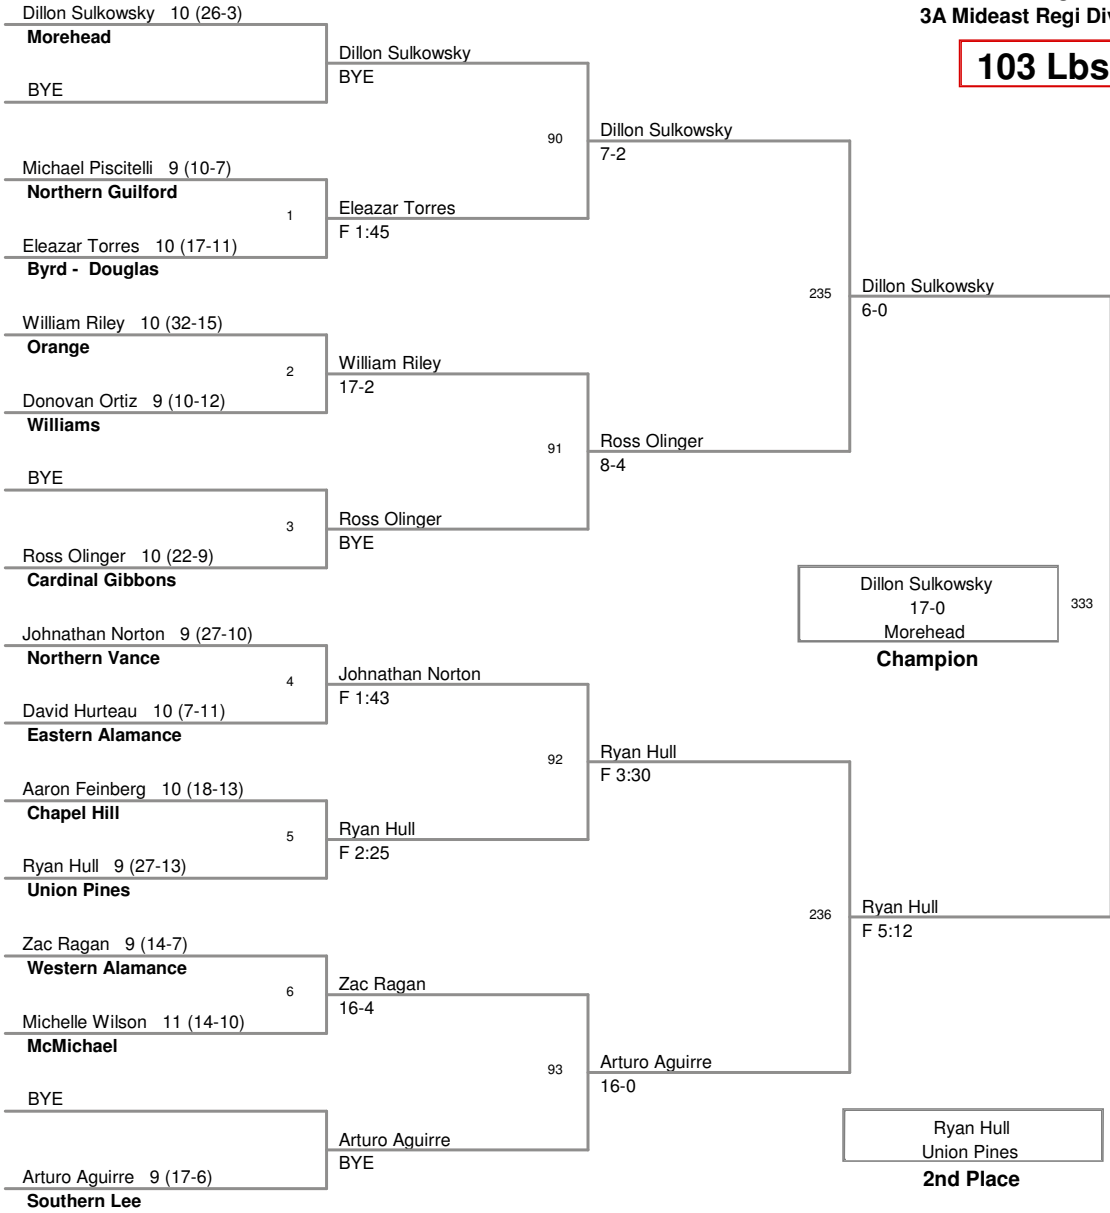 3A Mideast Regi Div
103 Lbs
Dillon Sulkowsky 10 (26-3)
Morehead
BYE
Dillon Sulkowsky
BYE
Michael Piscitelli 9 (10-7)
Northern Guilford
1
Eleazar Torres 10 (17-11)
Byrd - Douglas
Eleazar Torres
F 1:45
90
Dillon Sulkowsky
7-2
William Riley 10 (32-15)
Orange
2
Donovan Ortiz 9 (10-12)
Williams
William Riley
17-2
BYE
3
Ross Olinger 10 (22-9)
Cardinal Gibbons
Ross Olinger
BYE
91
Ross Olinger
8-4
235
Dillon Sulkowsky
6-0
Johnathan Norton 9 (27-10)
Northern Vance
4
David Hurteau 10 (7-11)
Eastern Alamance
Johnathan Norton
F 1:43
Aaron Feinberg 10 (18-13)
Chapel Hill
5
Ryan Hull 9 (27-13)
Union Pines
Ryan Hull
F 2:25
92
Ryan Hull
F 3:30
Zac Ragan 9 (14-7)
Western Alamance
6
Michelle Wilson 11 (14-10)
McMichael
Zac Ragan
16-4
BYE
Arturo Aguirre 9 (17-6)
Southern Lee
Arturo Aguirre
BYE
93
Arturo Aguirre
16-0
236
Ryan Hull
F 5:12
Dillon Sulkowsky
17-0
Morehead
333
Champion
Ryan Hull
Union Pines
2nd Place